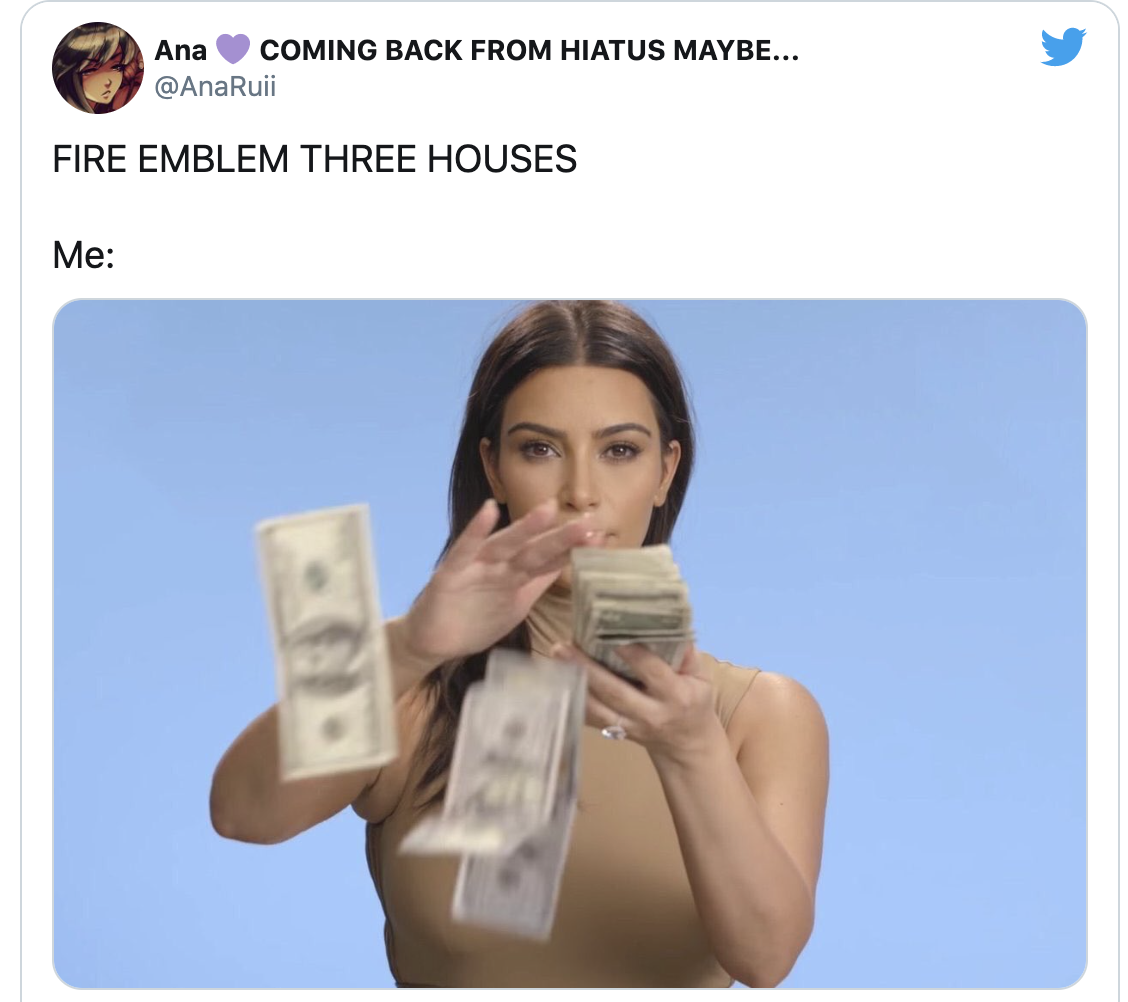 Ana 💜 COMING BACK FROM HIATUS MAYBE...
@AnaRuii
FIRE EMBLEM THREE HOUSES
Me: